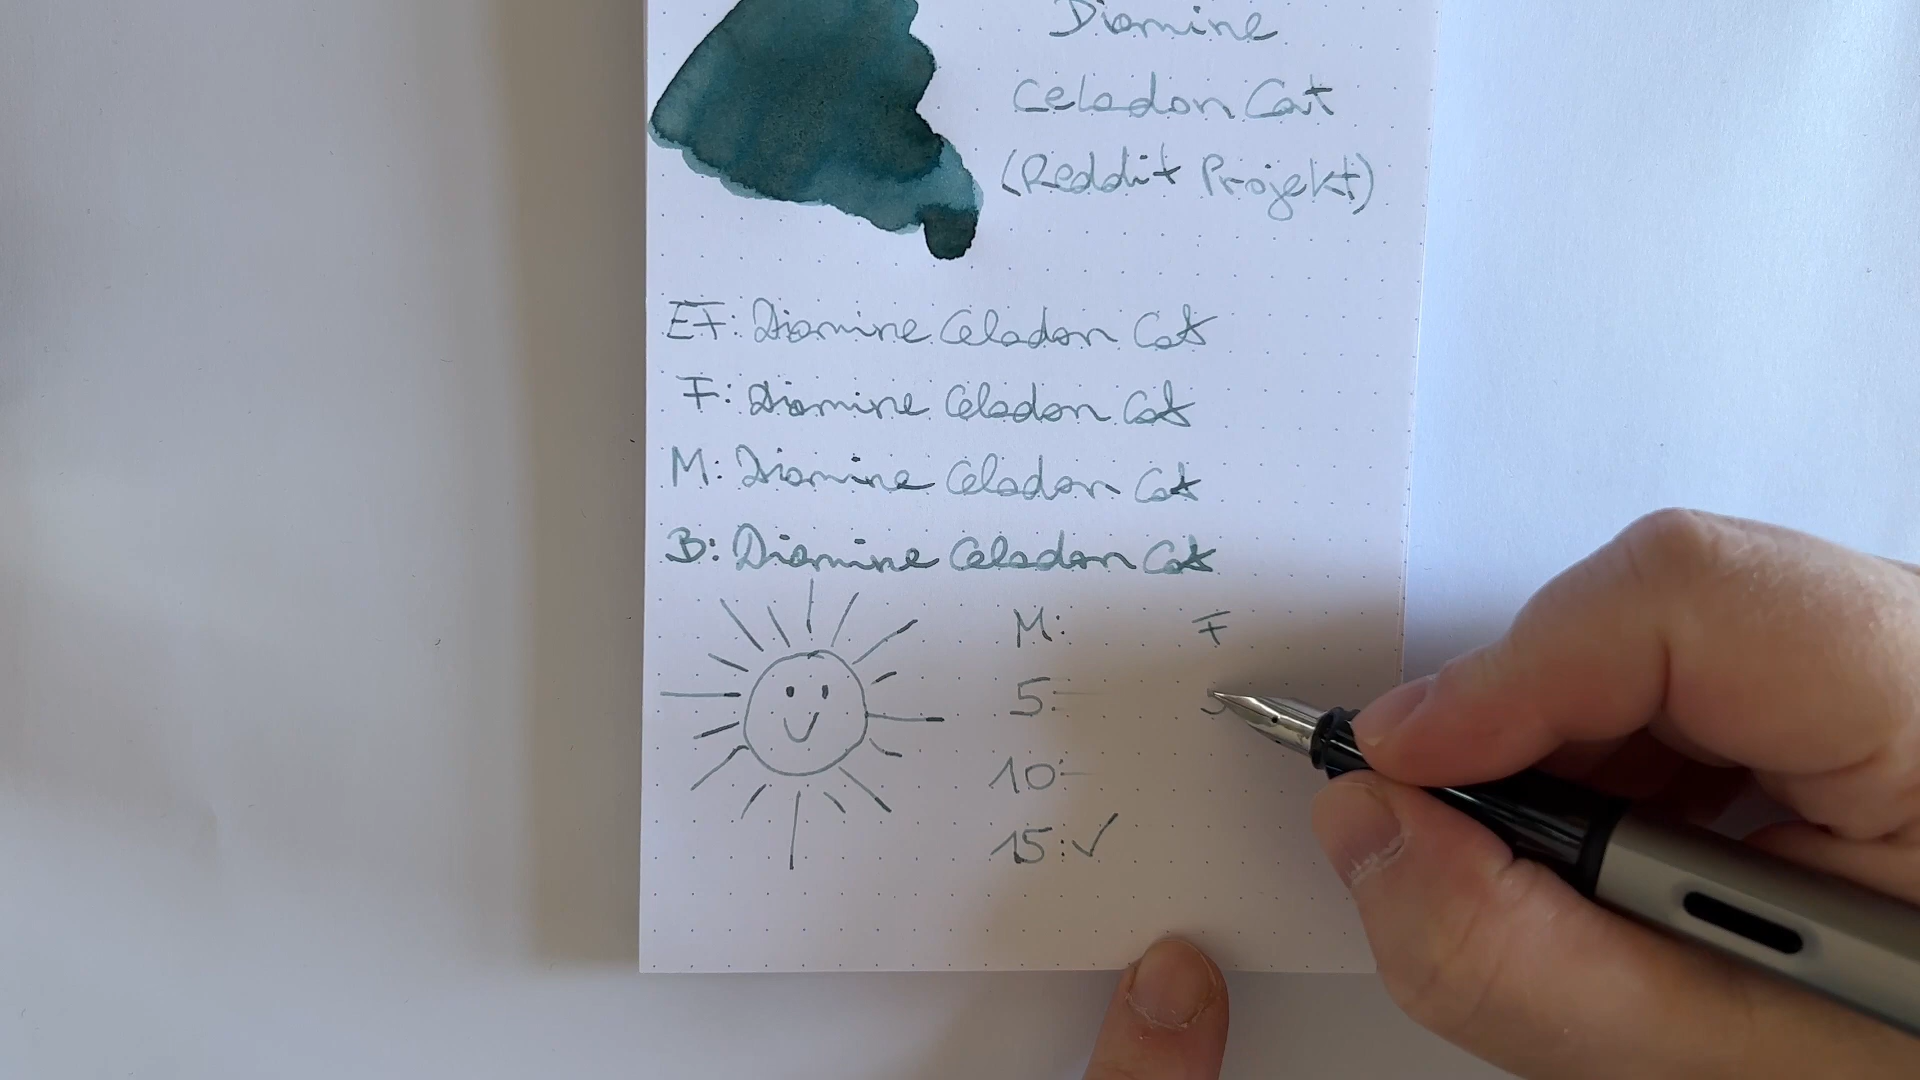 Diamine
Celadon Cat
(Reddit Projekt)
EF: Diamine Celadon Cat
F: Diamine Celadon Cat
M: Diamine Celadon Cat
B: Diamine Celadon Cat
M: F
5: 5
10:
15: ✓